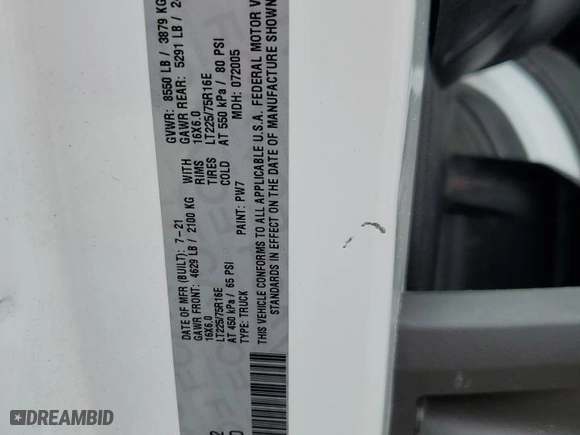 DATE OF MFR (BUILT): 7-21 GVWR: 8550 LB / 3879 KG
GAWR FRONT: 4629 LB / 2100 KG WITH GAWR REAR: 5291 LB /
16X6.0 RIMS 16X6.0
LT225/75R16E TIRES LT225/75R16E
AT 450 kPa / 65 PSI COLD AT 550 kPa / 80 PSI
TYPE: TRUCK PAINT: PW7 MDH: 072005
THIS VEHICLE CONFORMS TO ALL APPLICABLE U.S.A. FEDERAL MOTOR
STANDARDS IN EFFECT ON THE DATE OF MANUFACTURE SHOWN
DREAMBID